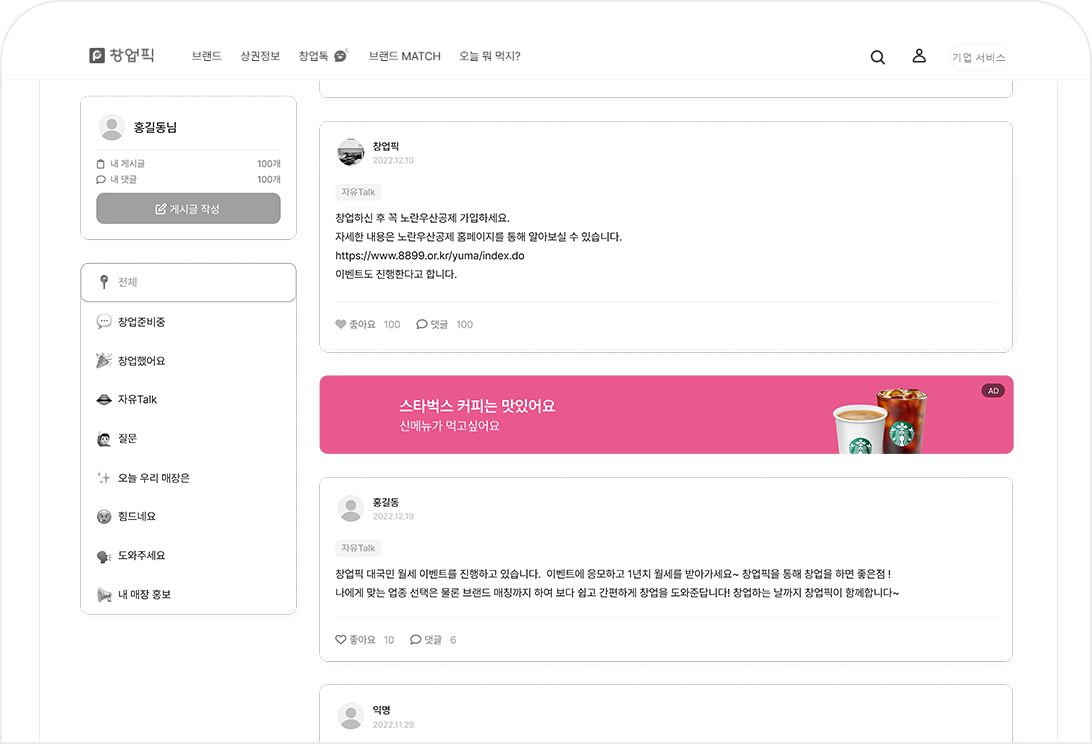 창업픽
브랜드 상권정보 창업톡 브랜드 MATCH 오늘 뭐 먹지? 기업 서비스
홍길동님
내 게시글 100개
내 댓글 100개
게시글 작성
전체
창업준비중
창업했어요
자유Talk
질문
오늘 우리 매장은
힘드네요
도와주세요
내 매장 홍보
창업픽
2022.12.10
자유Talk
창업하신 후 꼭 노란우산공제 가입하세요.
자세한 내용은 노란우산공제 홈페이지를 통해 알아보실 수 있습니다.
https://www.8899.or.kr/yuma/index.do
이벤트도 진행한다고 합니다.
좋아요 100 댓글 100
스타벅스 커피는 맛있어요
신메뉴가 먹고싶어요
AD
홍길동
2022.12.19
자유Talk
창업픽 대국민 월세 이벤트를 진행하고 있습니다. 이벤트에 응모하고 1년치 월세를 받아가세요~ 창업픽을 통해 창업을 하면 좋은점 !
나에게 맞는 업종 선택은 물론 브랜드 매칭까지 하여 보다 쉽고 간편하게 창업을 도와준답니다! 창업하는 날까지 창업픽이 함께합니다~
좋아요 10 댓글 6
익명
2022.11.29